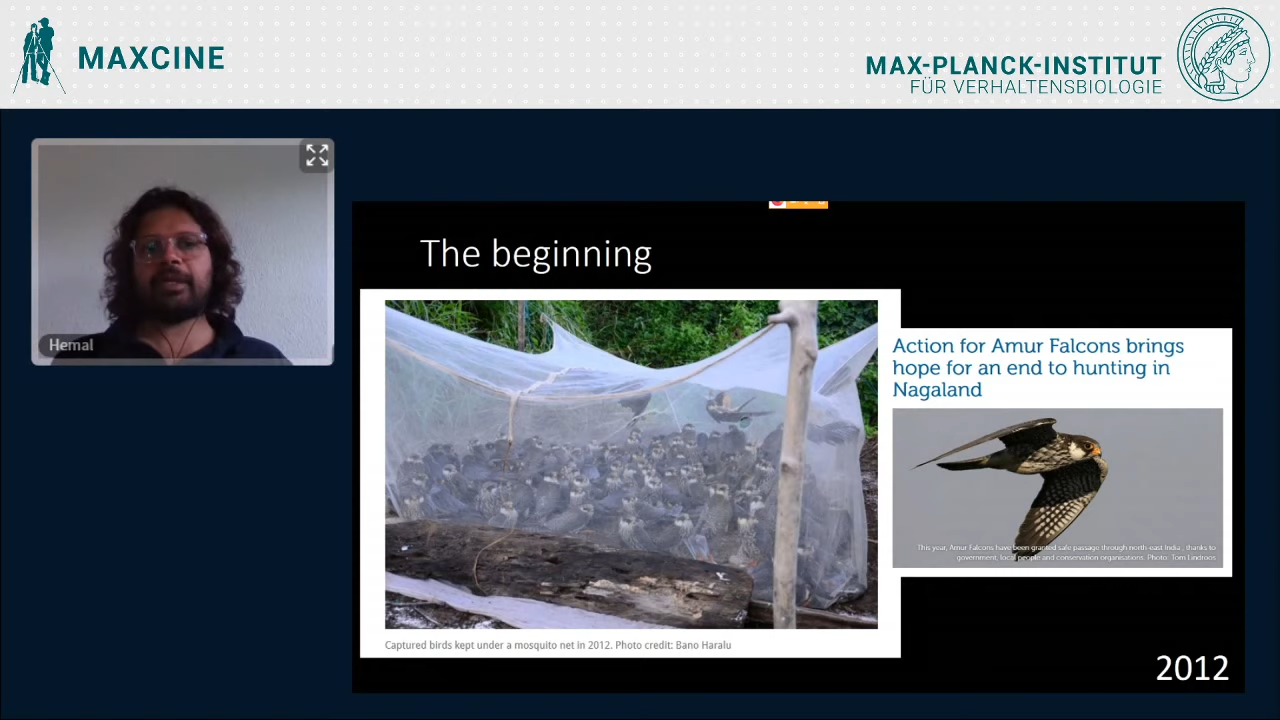 MAXCINE
MAX-PLANCK-INSTITUT
FÜR VERHALTENSBIOLOGIE
Hemal
The beginning
Captured birds kept under a mosquito net in 2012. Photo credit: Bano Haralu
Action for Amur Falcons brings
hope for an end to hunting in
Nagaland
This year, Amur Falcons have been granted safe passage through north-east India , thanks to
government, local people and conservation organisations. Photo: Tom Lindroos
2012